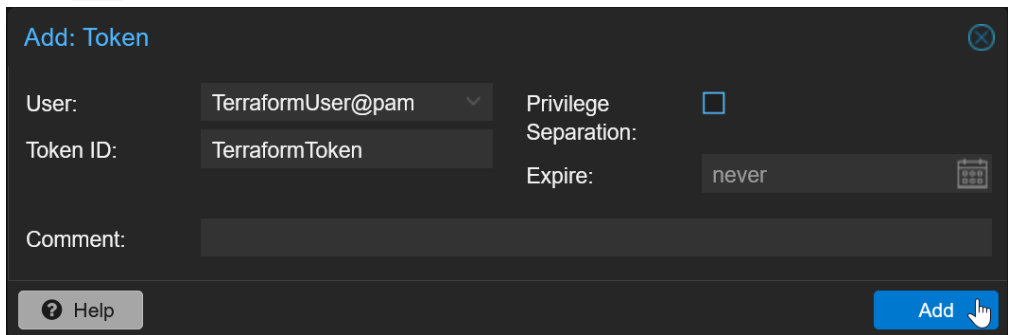 Add: Token
User: TerraformUser@pam
Token ID: TerraformToken
Privilege
Separation:
Expire: never
Comment:
Help
Add